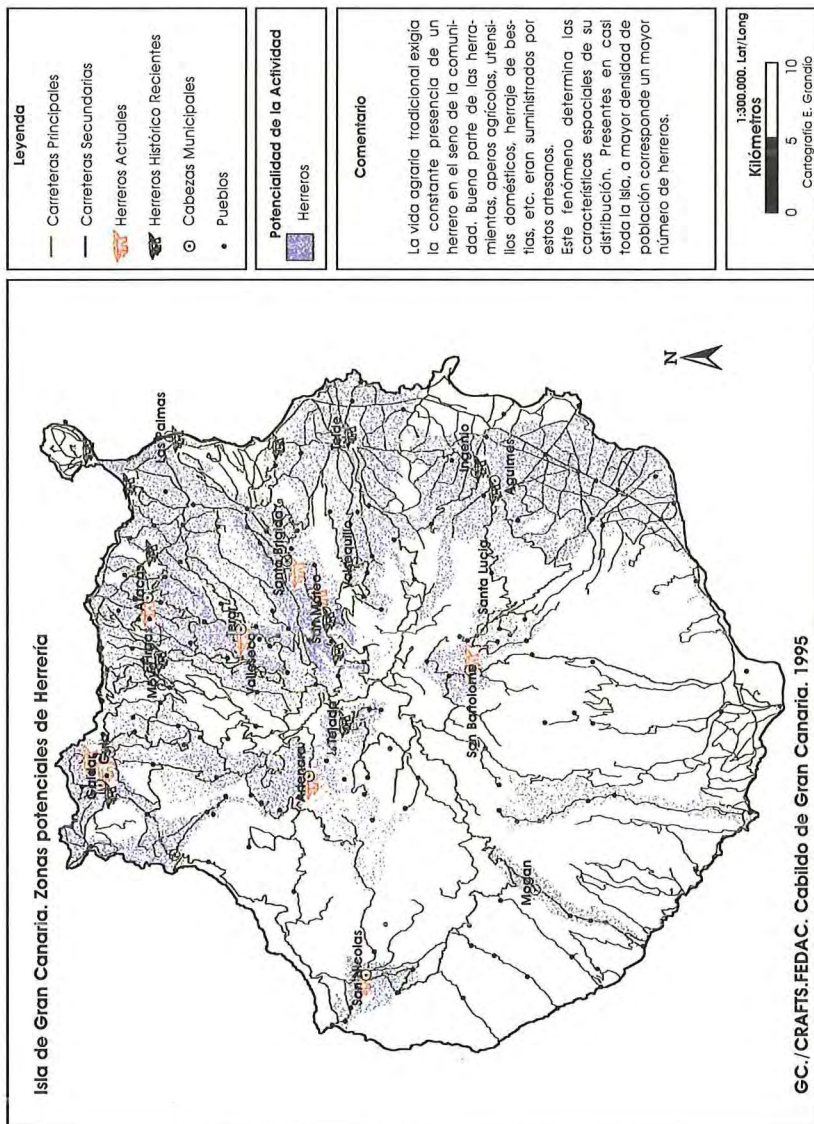 Isla de Gran Canaria. Zonas potenciales de Herrería
Las Palmas
Galdar
Guía
Moya
Firgas
Arucas
Teror
Valleseco
Santa Brígida
San Mateo
Valsequillo
Telde
Artenara
Tejeda
Ingenio
Agüimes
Santa Lucía
San Bartolomé
San Nicolas
Mogan
N
GC./CRAFTS.FEDAC. Cabildo de Gran Canaria. 1995
Leyenda
Carreteras Principales
Carreteras Secundarias
Herreros Actuales
Herreros Histórico Recientes
Cabezas Municipales
Pueblos
Potencialidad de la Actividad
Herreros
Comentario
La vida agraria tradicional exigía
la constante presencia de un
herrero en el seno de la comuni-
dad. Buena parte de las herra-
mientas, aperos agrícolas, utensi-
llos domésticos, herraje de bes-
tias, etc, eran suministrados por
estos artesanos.
Este fenómeno determina las
características espaciales de su
distribución. Presentes en casi
toda la Isla, a mayor densidad de
población corresponde un mayor
número de herreros.
1:300.000. Lat/Long
Kilómetros
0 5 10
Cartografía E. Grandío